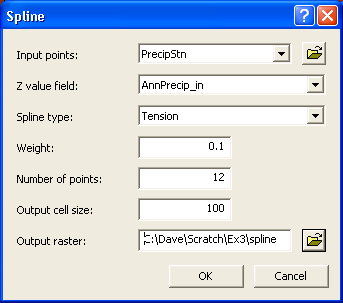 Spline
Input points: PrecipStn
Z value field: AnnPrecip_in
Spline type: Tension
Weight: 0.1
Number of points: 12
Output cell size: 100
Output raster: C:\Dave\Scratch\Ex3\spline
OK Cancel